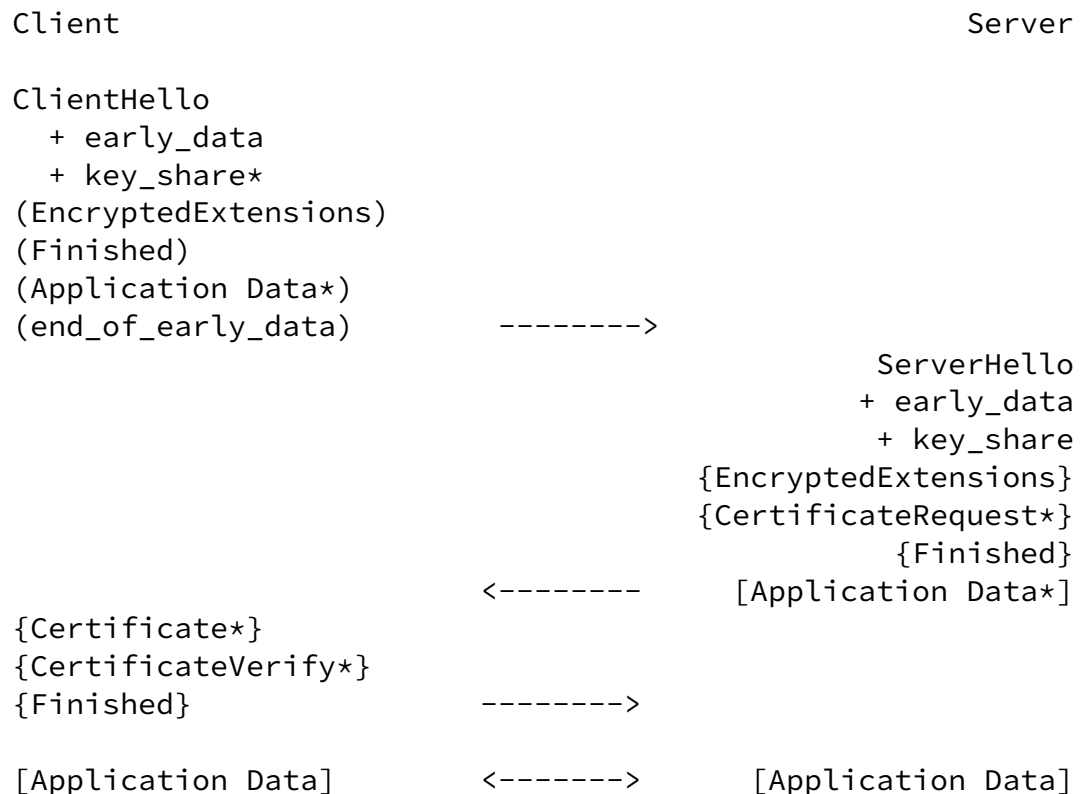 Client Server
ClientHello
+ early_data
+ key_share*
(EncryptedExtensions)
(Finished)
(Application Data*)
(end_of_early_data) -------->
ServerHello
+ early_data
+ key_share
{EncryptedExtensions}
{CertificateRequest*}
{Finished}
<-------- [Application Data*]
{Certificate*}
{CertificateVerify*}
{Finished} -------->
[Application Data] <-------> [Application Data]